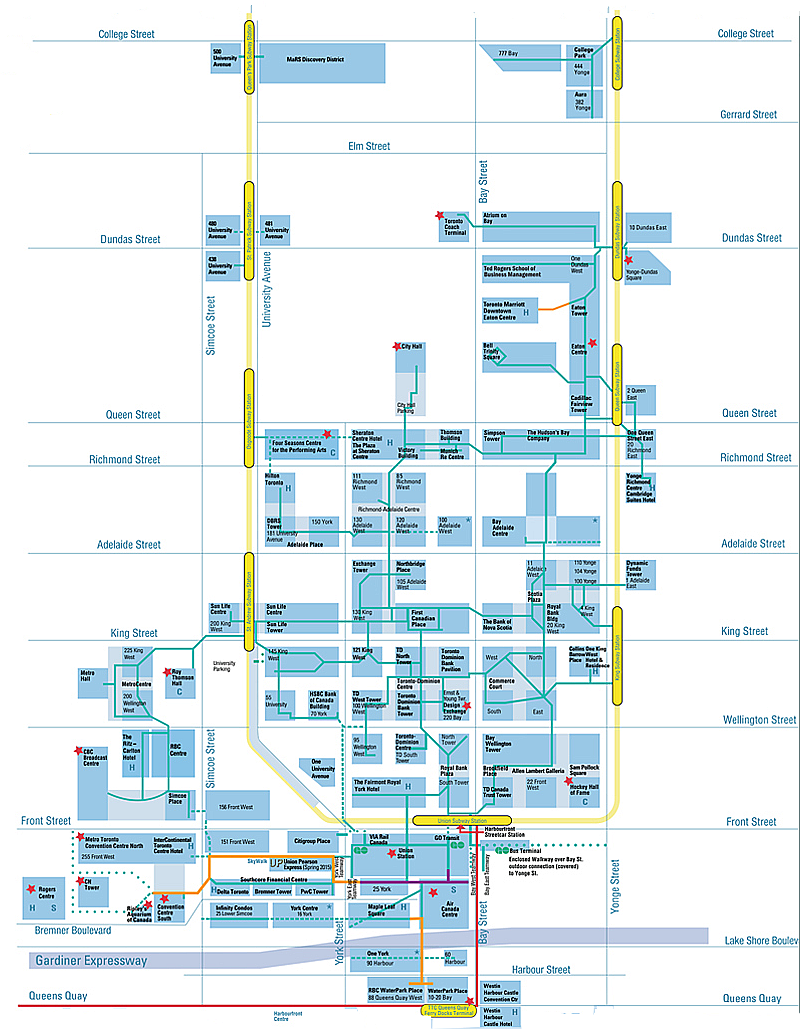 College Street
College Street
500
University
Avenue
Queen's Park Subway Station
MaRS Discovery District
777 Bay
College
Park
444
Yonge
College Subway Station
Aura
382
Yonge
Gerrard Street
Elm Street
Bay Street
480
University
Avenue
481
University
Avenue
St. Patrick Subway Station
Toronto
Coach
Terminal
Atrium on
Bay
Dundas Subway Station
10 Dundas East
Dundas Street
Dundas Street
438
University
Avenue
University Avenue
Simcoe Street
Ted Rogers School of
Business Management
One
Dundas
West
Yonge-Dundas
Square
Toronto Marriott
Downtown
Eaton Centre
H
Eaton
Tower
City Hall
Bell
Trinity
Square
Eaton
Centre
Queen Subway Station
City Hall
Parking
Cadillac
Fairview
Tower
2 Queen
East
Queen Street
Queen Street
Osgoode Subway Station
Four Seasons Centre
for the Performing Arts
C
Sheraton
Centre Hotel
The Plaza
at Sheraton
Centre
H
Victory
Building
Thomson
Building
Munich
Re Centre
Simpson
Tower
The Hudson's Bay
Company
One Queen
Street East
20
Richmond
East
Richmond Street
Richmond Street
Hilton
Toronto
H
111
Richmond
West
85
Richmond
West
Yonge
Richmond
Centre
Cambridge
Suites Hotel
H
Richmond-Adelaide Centre
DBRS
Tower
181 University
Avenue
150 York
Adelaide Place
130
Adelaide
West
120
Adelaide
West
100
Adelaide
West
Bay
Adelaide
Centre
Adelaide Street
Adelaide Street
St. Andrew Subway Station
Exchange
Tower
Northbridge
Place
105 Adelaide
West
11
Adelaide
West
110 Yonge
104 Yonge
100 Yonge
Dynamic
Funds
Tower
1 Adelaide
East
Scotia
Plaza
Sun Life
Centre
200 King
West
Sun Life
Centre
Sun Life
Tower
130 King
West
First
Canadian
Place
The Bank of
Nova Scotia
Royal
Bank
Bldg
20 King
West
4 King
West
King Subway Station
King Street
King Street
225 King
West
Metro
Hall
MetroCentre
200
Wellington
West
Roy
Thomson
Hall
C
University
Parking
145 King
West
121 King
West
TD
North
Tower
Toronto
Dominion
Bank
Pavilion
West
North
Commerce
Court
South
East
Collins
Barrow
Place
One King
West
Hotel &
Residence
H
Toronto-Dominion
Centre
55
University
HSBC Bank
of Canada
Building
70 York
TD
West Tower
100 Wellington
West
Toronto
Dominion
Bank
Tower
Ernst &
Young Twr.
Design
Exchange
220 Bay
Wellington Street
CBC
Broadcast
Centre
The
Ritz–
Carlton
Hotel
H
RBC
Centre
Simcoe
Place
Simcoe Street
One
University
Avenue
95
Wellington
West
Toronto-
Dominion
Centre
TD South
Tower
North
Tower
Royal Bank
Plaza
South Tower
The Fairmont Royal
York Hotel
H
Bay
Wellington
Tower
Brookfield
Place
Allen Lambert Galleria
TD Canada
Trust Tower
22 Front
West
Sam Pollock
Square
Hockey Hall
of Fame
C
156 Front West
Front Street
Front Street
Union Subway Station
Metro Toronto
Convention Centre North
255 Front West
InterContinental
Toronto
Centre Hotel
H
151 Front West
Citigroup Place
VIA Rail
Canada
GO Transit
Union
Station
Harbourfront
Streetcar Station
Bus Terminal
Enclosed Walkway over Bay St.
outdoor connection (covered)
to Yonge St.
SkyWalk
UP
Union Pearson
Express (Spring 2015)
York West
Teamway
York East
Teamway
Bay West Teamway
Bay East Teamway
Yonge Street
Southcore Financial Centre
H
Delta Toronto
Bremner Tower
PwC Tower
25 York
Rogers
Centre
H S
CN
Tower
Ripley's
Aquarium
of Canada
Convention
Centre
South
Infinity Condos
25 Lower Simcoe
York Centre
16 York
Maple Leaf
Square
H
S
Air
Canada
Centre
Bremner Boulevard
York Street
Bay Street
Lake Shore Boulev
Gardiner Expressway
One York
90 Harbour
60
Harbour
Harbour Street
RBC WaterPark Place
88 Queens Quay West
WaterPark Place
10-20 Bay
Westin
Harbour Castle
Convention Ctr
Queens Quay
Queens Quay
TTC Queens Quay
Ferry Docks Terminal
Harbourfront
Centre
Westin
Harbour
Castle Hotel
H